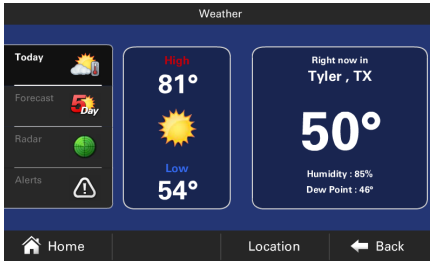 Weather
Today
Forecast
5
Day
Radar
Alerts
High
81°
Low
54°
Right now in
Tyler , TX
50°
Humidity : 85%
Dew Point : 46°
Home
Location
Back